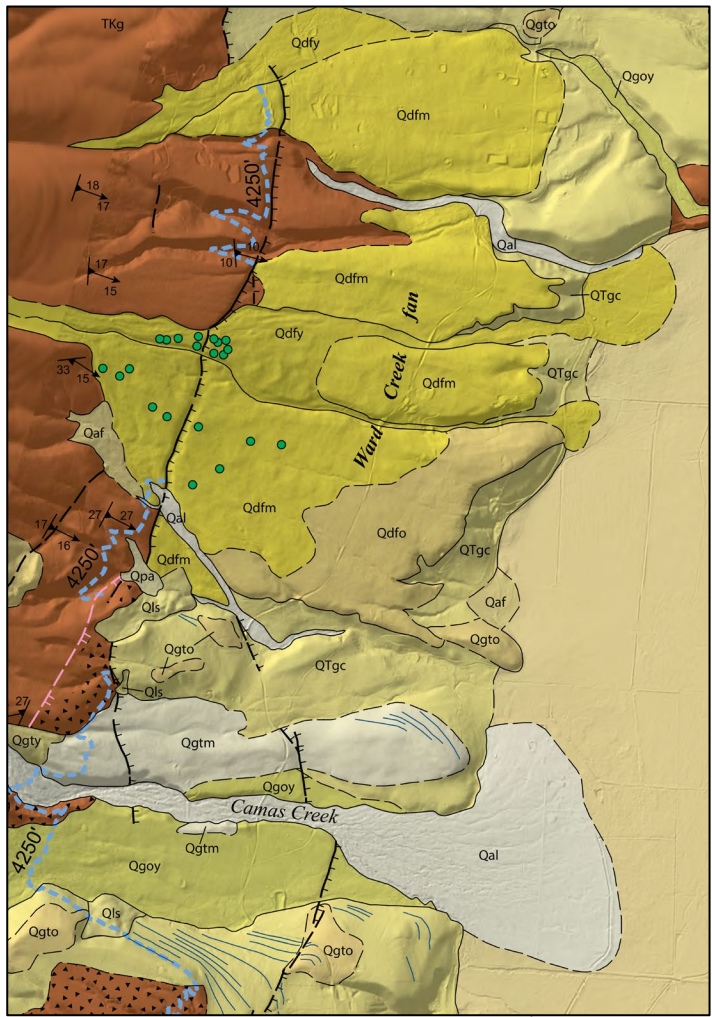 TKg
Qdfy
Qgto
Qgoy
Qdfm
4250'
18
17
10
10
Qal
17
15
Qdfm
fan
QTgc
Qdfy
33
15
Creek
Qdfm
QTgc
Qaf
Ward
Qal
Qdfm
27
27
17
16
Qdfo
QTgc
4250'
Qdfm
Qpa
Qls
Qaf
Qgto
Qgto
QTgc
Qls
27
Qgty
Qgtm
Qgoy
Camas Creek
4250'
Qgtm
Qgoy
Qal
Qls
Qgto
Qgto